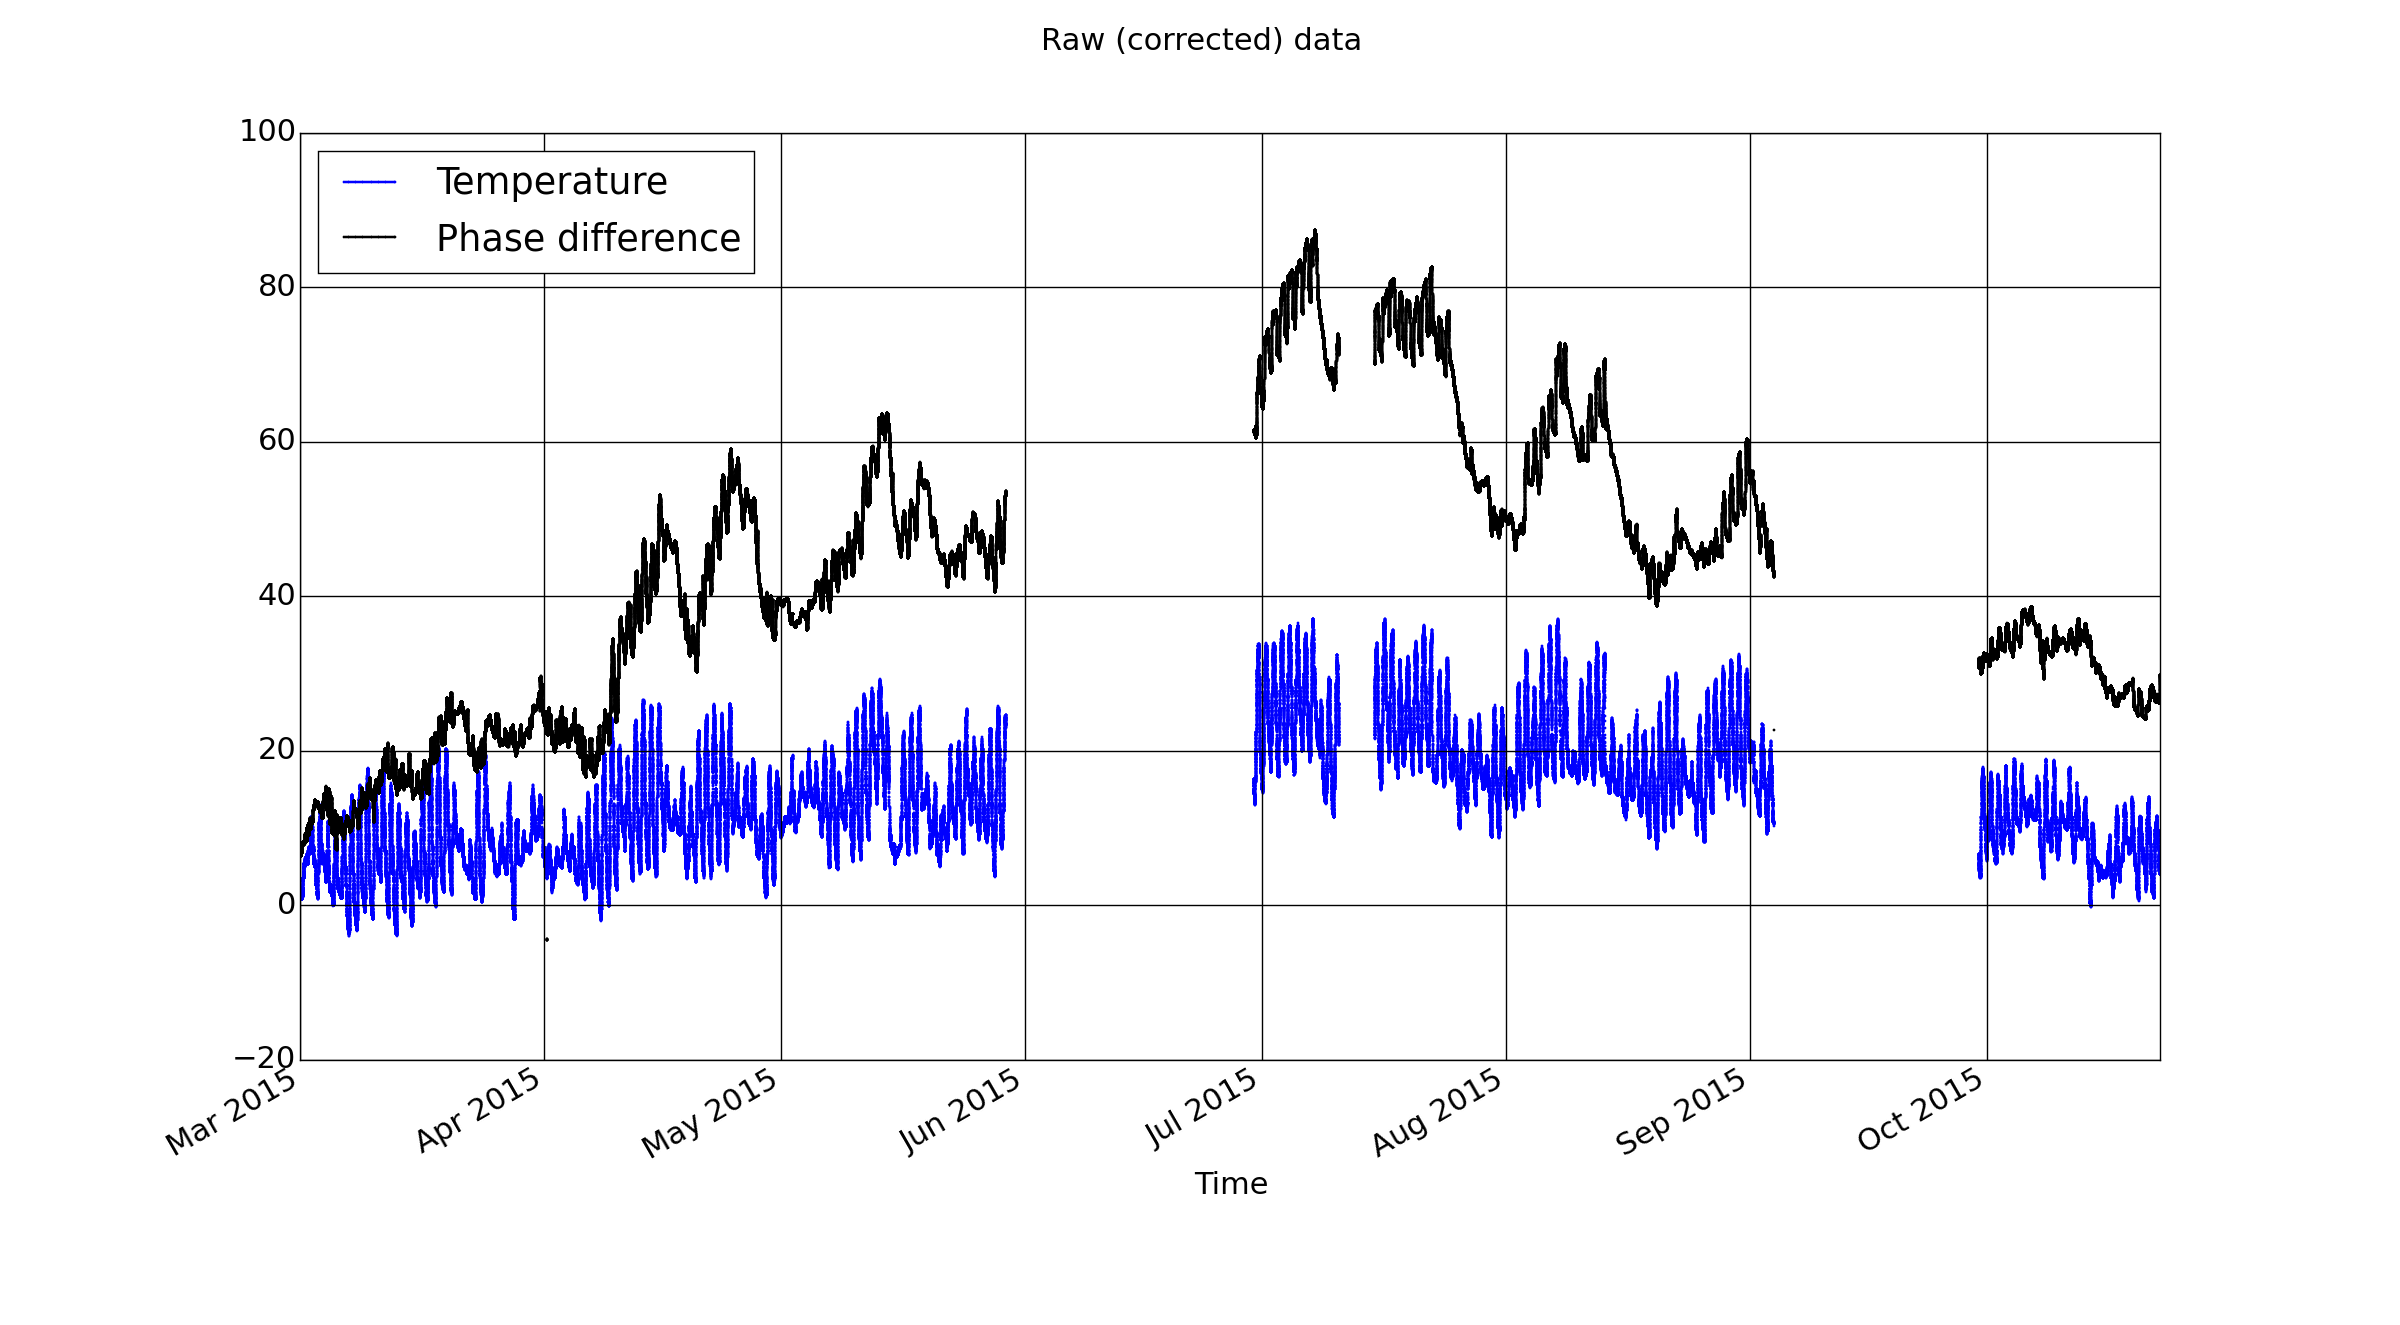 Raw (corrected) data
100
80
60
40
20
0
−20
Temperature
Phase difference
Mar 2015
Apr 2015
May 2015
Jun 2015
Jul 2015
Aug 2015
Sep 2015
Oct 2015
Time